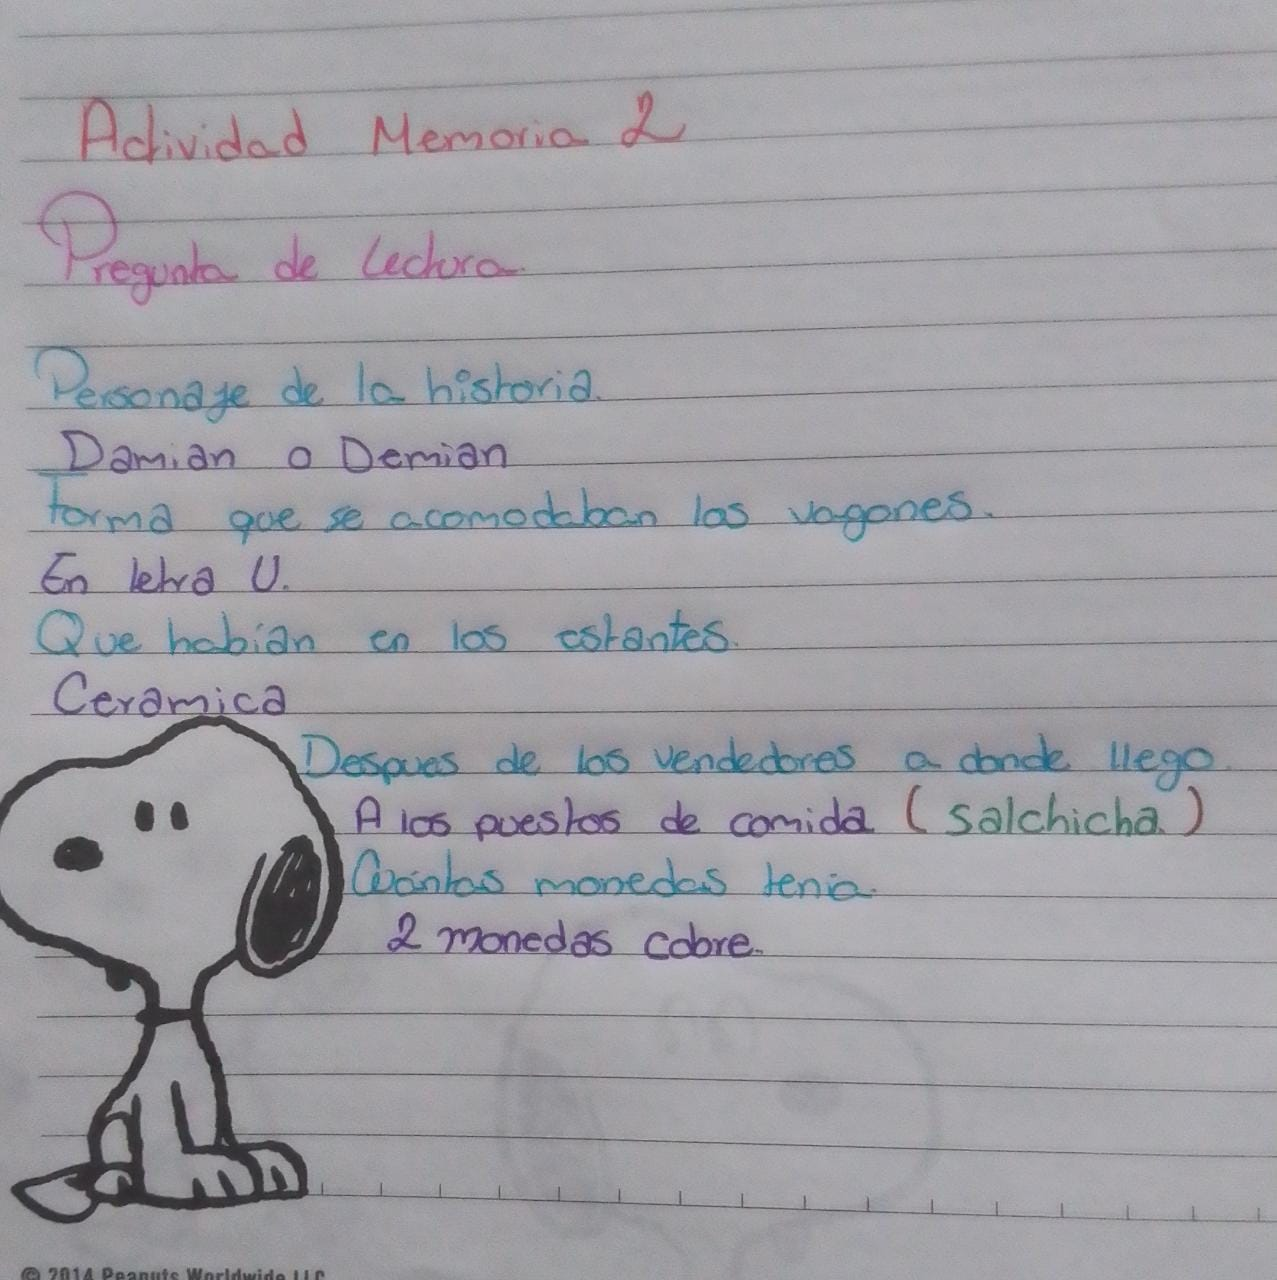 Actividad Memoria 2
Pregunta de Lectura.
Personaje de la historia.
Damian o Demian
forma que se acomodaban los vagones.
En letra U.
Que habian en los estantes.
Ceramica
Despues de los vendedores a donde llego.
A los puestos de comida (salchicha.)
Cuántas monedas tenia.
2 monedas cobre.
© 2014 Peanuts Worldwide LLC